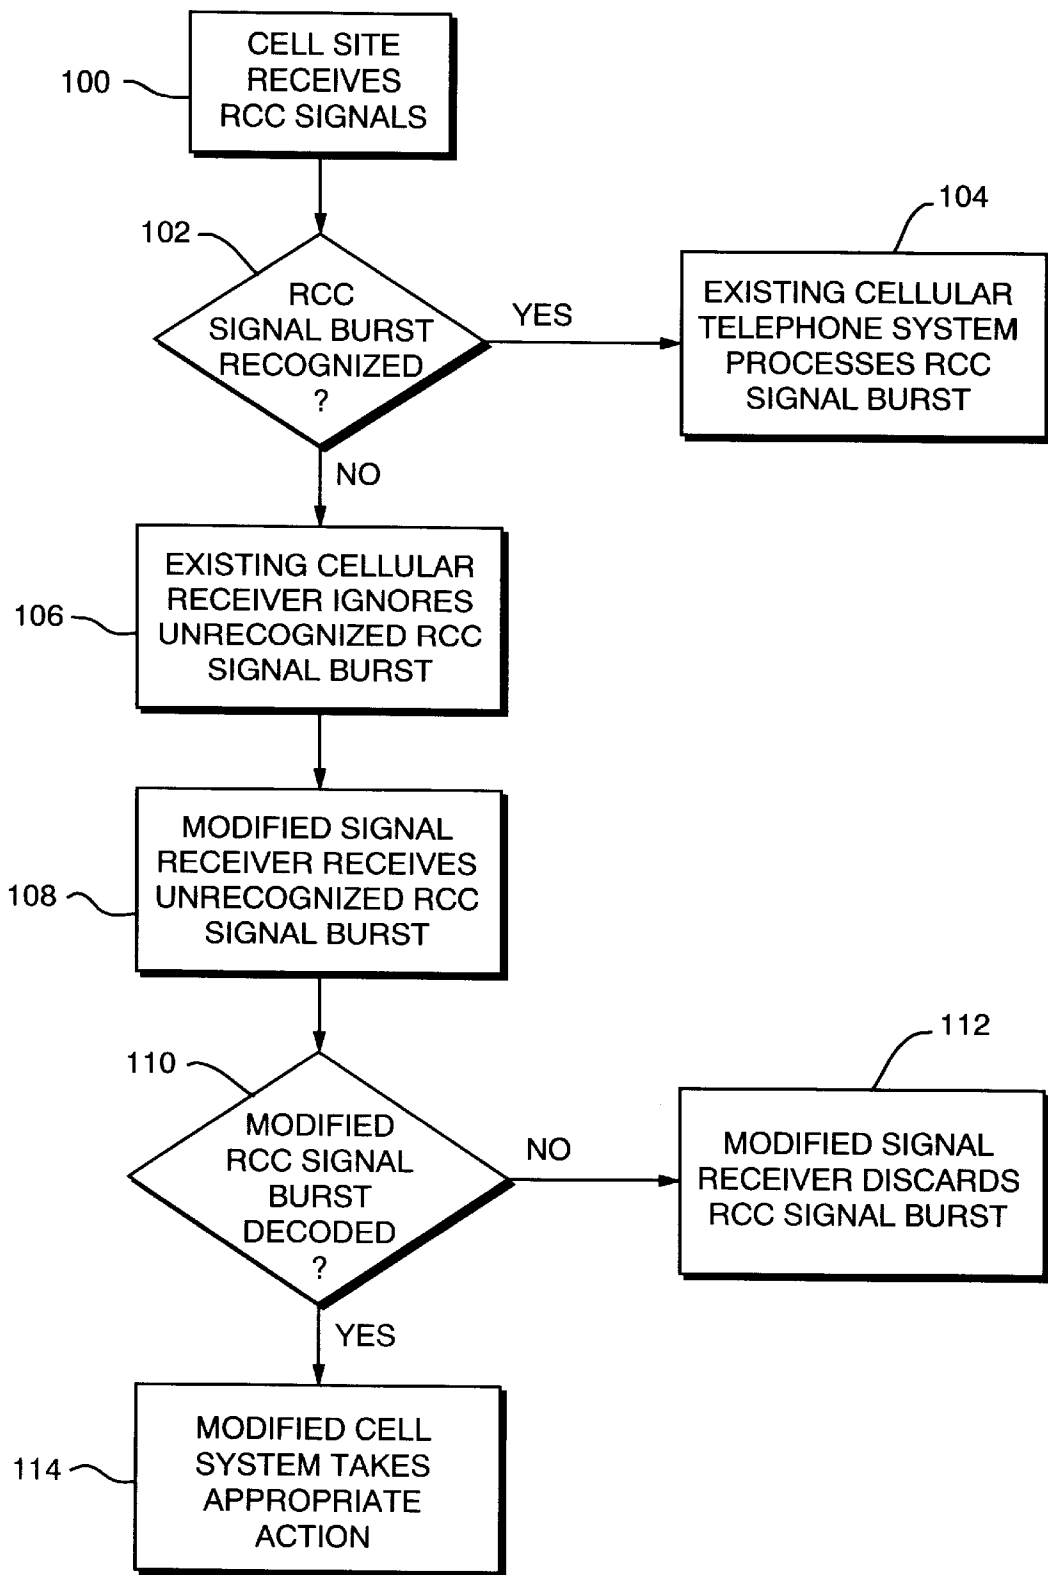 100
CELL SITE
RECEIVES
RCC SIGNALS
102
RCC
SIGNAL BURST
RECOGNIZED
?
YES
104
EXISTING CELLULAR
TELEPHONE SYSTEM
PROCESSES RCC
SIGNAL BURST
NO
106
EXISTING CELLULAR
RECEIVER IGNORES
UNRECOGNIZED RCC
SIGNAL BURST
108
MODIFIED SIGNAL
RECEIVER RECEIVES
UNRECOGNIZED RCC
SIGNAL BURST
110
MODIFIED
RCC SIGNAL
BURST
DECODED
?
NO
112
MODIFIED SIGNAL
RECEIVER DISCARDS
RCC SIGNAL BURST
YES
114
MODIFIED CELL
SYSTEM TAKES
APPROPRIATE
ACTION